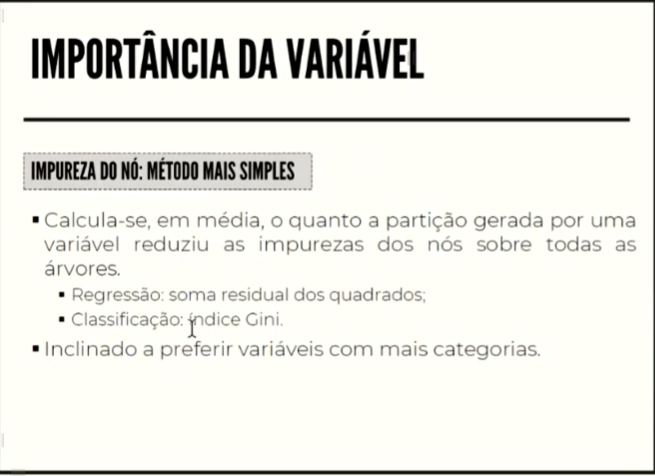 IMPORTÂNCIA DA VARIÁVEL
IMPUREZA DO NÓ: MÉTODO MAIS SIMPLES
▪ Calcula-se, em média, o quanto a partição gerada por uma
variável reduziu as impurezas dos nós sobre todas as
árvores.
▪ Regressão: soma residual dos quadrados;
▪ Classificação: índice Gini.
▪ Inclinado a preferir variáveis com mais categorias.